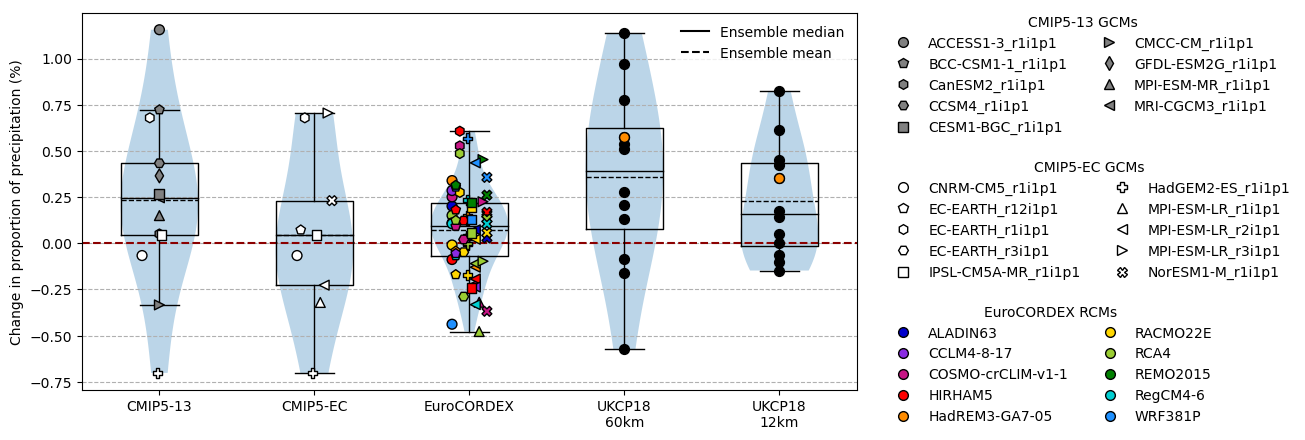 Change in proportion of precipitation (%)
1.00
0.75
0.50
0.25
0.00
−0.25
−0.50
−0.75
Ensemble median
Ensemble mean
CMIP5-13
CMIP5-EC
EuroCORDEX
UKCP18
60km
UKCP18
12km
CMIP5-13 GCMs
ACCESS1-3_r1i1p1
BCC-CSM1-1_r1i1p1
CanESM2_r1i1p1
CCSM4_r1i1p1
CESM1-BGC_r1i1p1
CMCC-CM_r1i1p1
GFDL-ESM2G_r1i1p1
MPI-ESM-MR_r1i1p1
MRI-CGCM3_r1i1p1
CMIP5-EC GCMs
CNRM-CM5_r1i1p1
EC-EARTH_r12i1p1
EC-EARTH_r1i1p1
EC-EARTH_r3i1p1
IPSL-CM5A-MR_r1i1p1
HadGEM2-ES_r1i1p1
MPI-ESM-LR_r1i1p1
MPI-ESM-LR_r2i1p1
MPI-ESM-LR_r3i1p1
NorESM1-M_r1i1p1
EuroCORDEX RCMs
ALADIN63
CCLM4-8-17
COSMO-crCLIM-v1-1
HIRHAM5
HadREM3-GA7-05
RACMO22E
RCA4
REMO2015
RegCM4-6
WRF381P